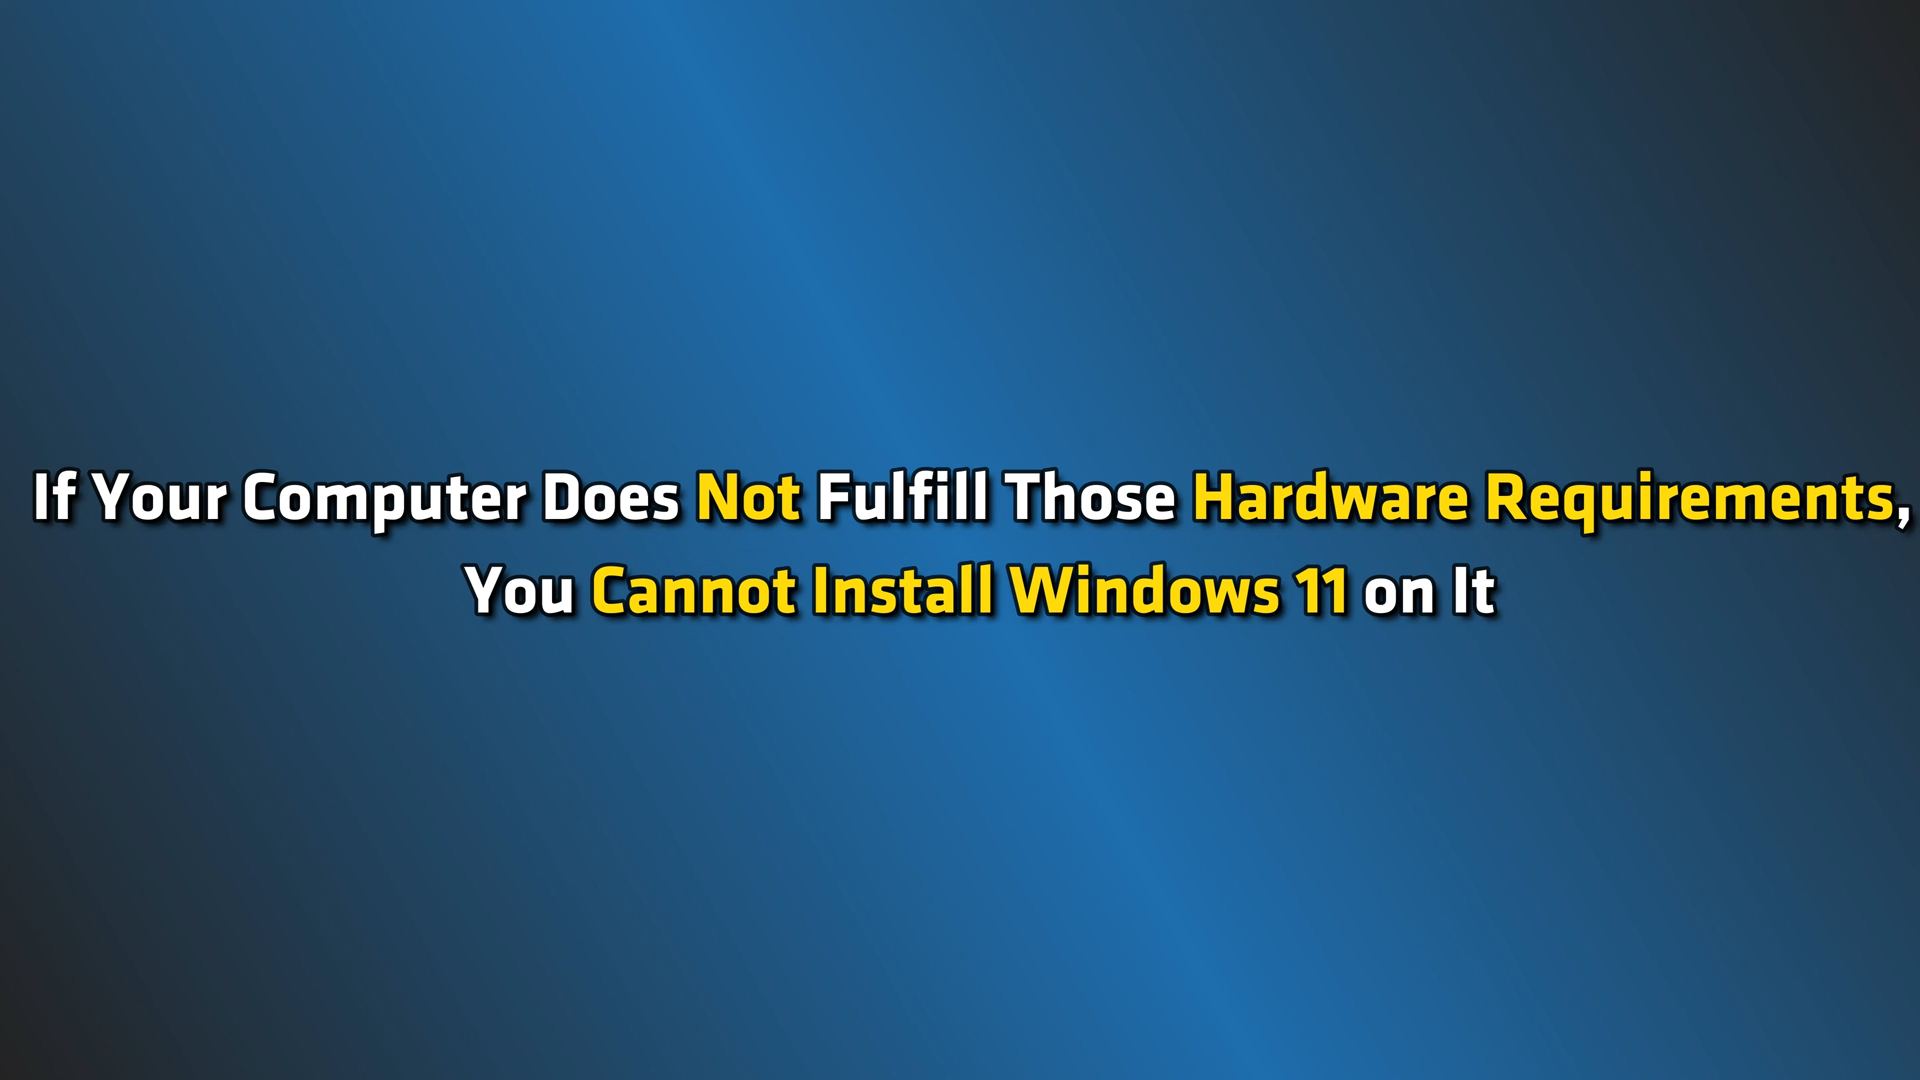 If Your Computer Does Not Fulfill Those Hardware Requirements,
You Cannot Install Windows 11 on It